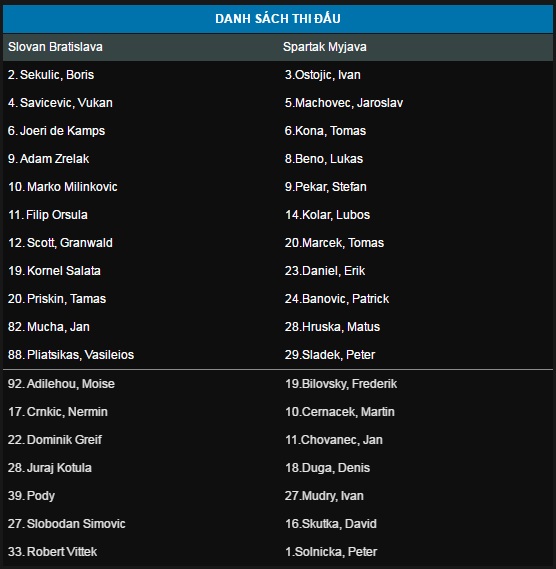 DANH SÁCH THI ĐẤU
Slovan Bratislava Spartak Myjava
2. Sekulic, Boris 3.Ostojic, Ivan
4. Savicevic, Vukan 5.Machovec, Jaroslav
6. Joeri de Kamps 6.Kona, Tomas
9. Adam Zrelak 8.Beno, Lukas
10. Marko Milinkovic 9.Pekar, Stefan
11. Filip Orsula 14.Kolar, Lubos
12. Scott, Granwald 20.Marcek, Tomas
19. Kornel Salata 23.Daniel, Erik
20. Priskin, Tamas 24.Banovic, Patrick
82. Mucha, Jan 28.Hruska, Matus
88. Pliatsikas, Vasileios 29.Sladek, Peter
92. Adilehou, Moise 19.Bilovsky, Frederik
17. Crnkic, Nermin 10.Cernacek, Martin
22. Dominik Greif 11.Chovanec, Jan
28. Juraj Kotula 18.Duga, Denis
39. Pody 27.Mudry, Ivan
27. Slobodan Simovic 16.Skutka, David
33. Robert Vittek 1.Solnicka, Peter